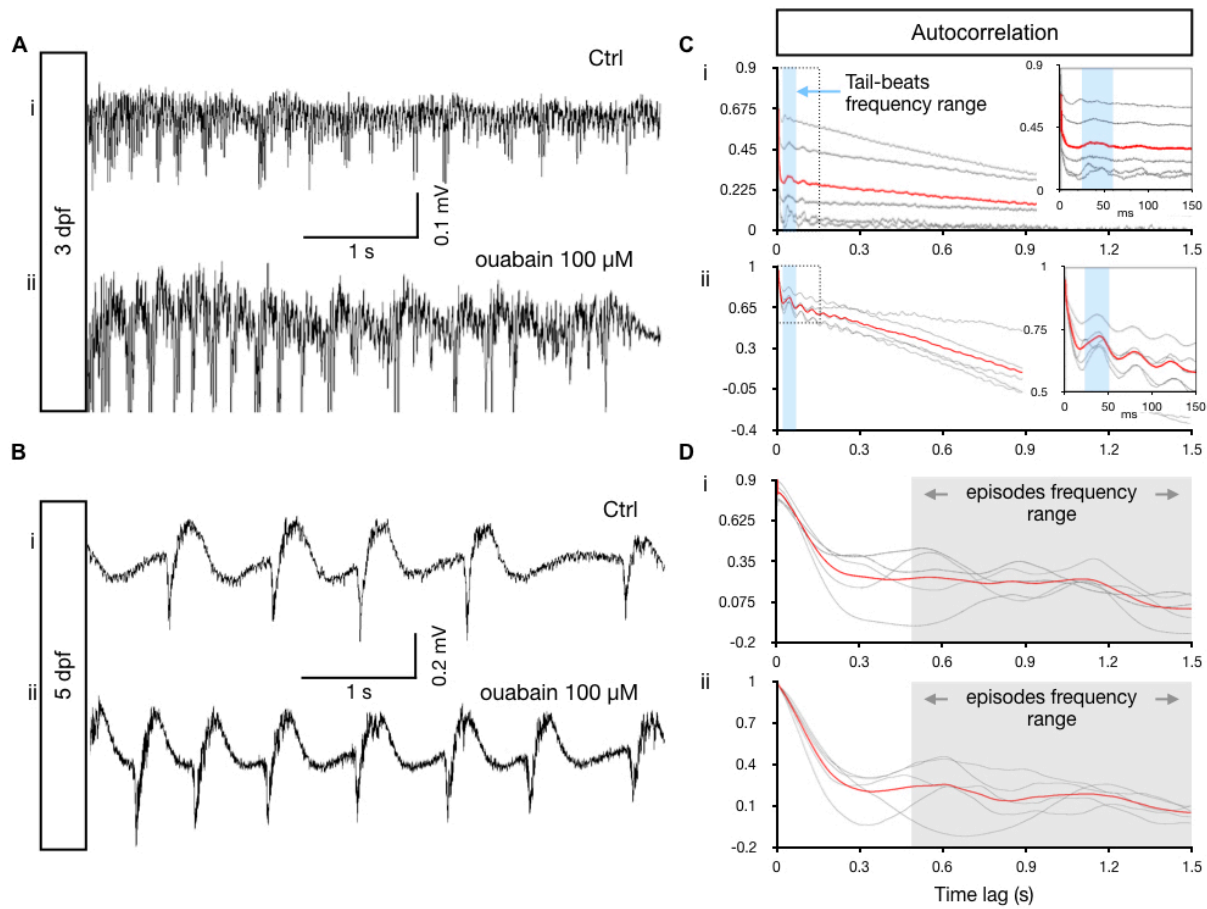 A
3 dpf
i
Ctrl
0.1 mV
1 s
ouabain 100 µM
ii
B
5 dpf
i
Ctrl
0.2 mV
1 s
ouabain 100 µM
ii
Autocorrelation
C
i
0.9
0.675
0.45
0.225
0
Tail-beats
frequency range
0.9
0.45
0
0 50 100 150
ms
0 0.3 0.6 0.9 1.2 1.5
ii
1
0.65
0.3
-0.05
-0.4
1
0.75
0.5
0 50 100 150
ms
0 0.3 0.6 0.9 1.2 1.5
D
i
0.9
0.625
0.35
0.075
-0.2
episodes frequency
range
0 0.3 0.6 0.9 1.2 1.5
ii
1
0.7
0.4
0.1
-0.2
episodes frequency
range
0 0.3 0.6 0.9 1.2 1.5
Time lag (s)